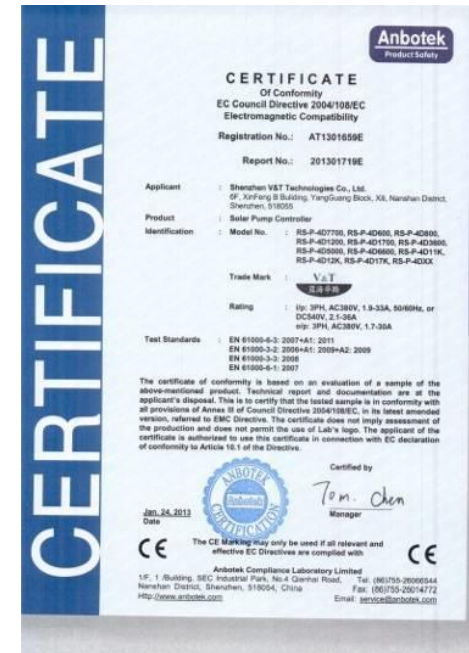 CERTIFICATE
Anbotek
Product Safety
CERTIFICATE
Of Conformity
EC Council Directive 2004/108/EC
Electromagnetic Compatibility
Registration No.: AT1301659E
Report No.: 201301719E
Applicant : Shenzhen V&T Technologies Co., Ltd.
6F, XinFeng B Building, YangGuang Block, Xili, Nanshan District,
Shenzhen, 518055
Product : Solar Pump Controller
Identification : Model No. : RS-P-4D7700, RS-P-4D600, RS-P-4D800,
RS-P-4D1200, RS-P-4D1700, RS-P-4D3600,
RS-P-4D5000, RS-P-4D6600, RS-P-4D11K,
RS-P-4D12K, RS-P-4D17K, RS-P-4DXX
Trade Mark : V&T
Rating : i/p: 3PH, AC380V, 1.9-33A, 50/60Hz, or
DC540V, 2.1-36A
o/p: 3PH, AC380V, 1.7-30A
Test Standards : EN 61000-6-3: 2007+A1: 2011
EN 61000-3-2: 2006+A1: 2009+A2: 2009
EN 61000-3-3: 2008
EN 61000-6-1: 2007
The certificate of conformity is based on an evaluation of a sample of the
above-mentioned product. Technical report and documentation are at the
applicant's disposal. This is to certify that the tested sample is in conformity with
all provisions of Annex III of Council Directive 2004/108/EC, in its latest amended
version, referred to EMC Directive. The certificate does not imply assessment of
the production and does not permit the use of Lab's logo. The applicant of the
certificate is authorized to use this certificate in connection with EC declaration
of conformity to Article 10.1 of the Directive.
ANBOTEK
Anbotek
CERTIFICATION
Certified by
Tom. Chen
Manager
Jan. 24, 2013
Date
CE
The CE Marking may only be used if all relevant and
effective EC Directives are complied with
CE
Anbotek Compliance Laboratory Limited
1/F, 1 /Building, SEC Industrial Park, No.4 Qianhai Road, Tel: (86)755-26066544
Nanshan District, Shenzhen, 518054, China Fax: (86)755-26014772
Http://www.anbotek.com Email: service@anbotek.com